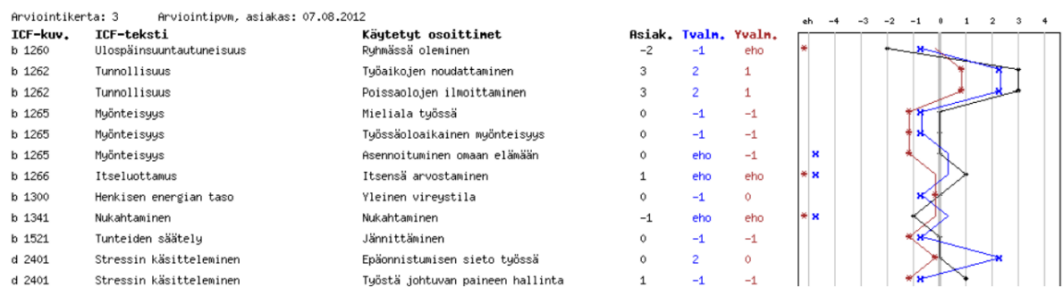 Arviointikerta: 3 Arviointipvm, asiakas: 07.08.2012
ICF-kuv. ICF-teksti Käytetyt osoittimet Asiak. Tvalm. Yvalm. eh -4 -3 -2 -1 0 1 2 3 4
b 1260 Ulospäinsuuntautuneisuus Ryhmässä oleminen -2 -1 eho
b 1262 Tunnollisuus Työaikojen noudattaminen 3 2 1
b 1262 Tunnollisuus Poissaolojen ilmoittaminen 3 2 1
b 1265 Myönteisyys Mieliala työssä 0 -1 -1
b 1265 Myönteisyys Työssäoloaikainen myönteisyys 0 -1 -1
b 1265 Myönteisyys Asennoituminen omaan elämään 0 eho -1
b 1266 Itseluottamus Itsensä arvostaminen 1 eho eho
b 1300 Henkisen energian taso Yleinen vireystila 0 -1 0
b 1341 Nukahtaminen Nukahtaminen -1 eho eho
b 1521 Tunteiden säätely Jännittäminen 0 -1 -1
d 2401 Stressin käsitteleminen Epäonnistumisen sieto työssä 0 2 0
d 2401 Stressin käsitteleminen Työstä johtuvan paineen hallinta 1 -1 -1